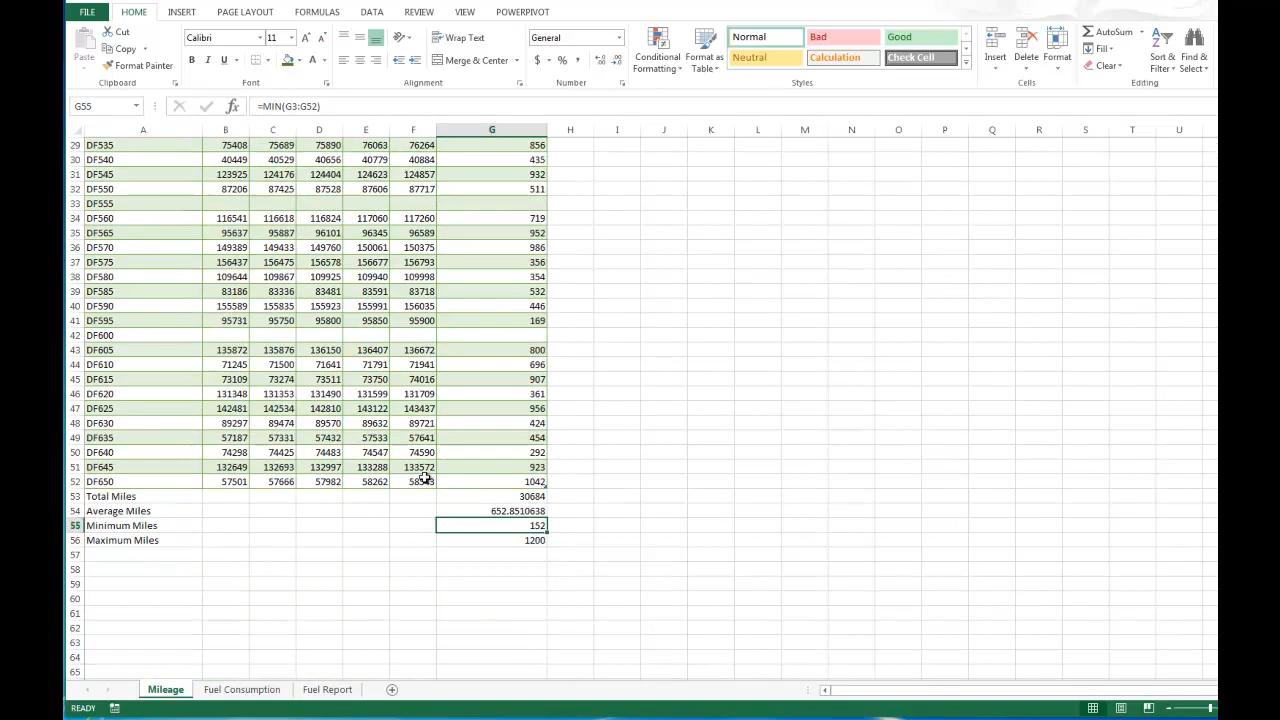 FILE HOME INSERT PAGE LAYOUT FORMULAS DATA REVIEW VIEW POWERPIVOT
Cut
Copy
Format Painter
Paste
Clipboard
Calibri 11
B I U
Font
Wrap Text
Merge & Center
Alignment
General
$ % ,
Number
Conditional Formatting
Format as Table
Normal Bad Good
Neutral Calculation Check Cell
Styles
Insert Delete Format
Cells
AutoSum
Fill
Clear
Sort & Filter
Find & Select
Editing
G55 fx =MIN(G3:G52)
A B C D E F G H I J K L M N O P Q R S T U
29 DF535 75408 75689 75890 76063 76264 856
30 DF540 40449 40529 40656 40779 40884 435
31 DF545 123925 124176 124404 124623 124857 932
32 DF550 87206 87425 87528 87606 87717 511
33 DF555
34 DF560 116541 116618 116824 117060 117260 719
35 DF565 95637 95887 96101 96345 96589 952
36 DF570 149389 149433 149760 150061 150375 986
37 DF575 156437 156475 156578 156677 156793 356
38 DF580 109644 109867 109925 109940 109998 354
39 DF585 83186 83336 83481 83591 83718 532
40 DF590 155589 155835 155923 155991 156035 446
41 DF595 95731 95750 95800 95850 95900 169
42 DF600
43 DF605 135872 135876 136150 136407 136672 800
44 DF610 71245 71500 71641 71791 71941 696
45 DF615 73109 73274 73511 73750 74016 907
46 DF620 131348 131353 131490 131599 131709 361
47 DF625 142481 142534 142810 143122 143437 956
48 DF630 89297 89474 89570 89632 89721 424
49 DF635 57187 57331 57432 57533 57641 454
50 DF640 74298 74425 74483 74547 74590 292
51 DF645 132649 132693 132997 133288 133572 923
52 DF650 57501 57666 57982 58262 1042
53 Total Miles 30684
54 Average Miles 652.8510638
55 Minimum Miles 152
56 Maximum Miles 1200
57
58
59
60
61
62
63
64
65
Mileage Fuel Consumption Fuel Report
READY